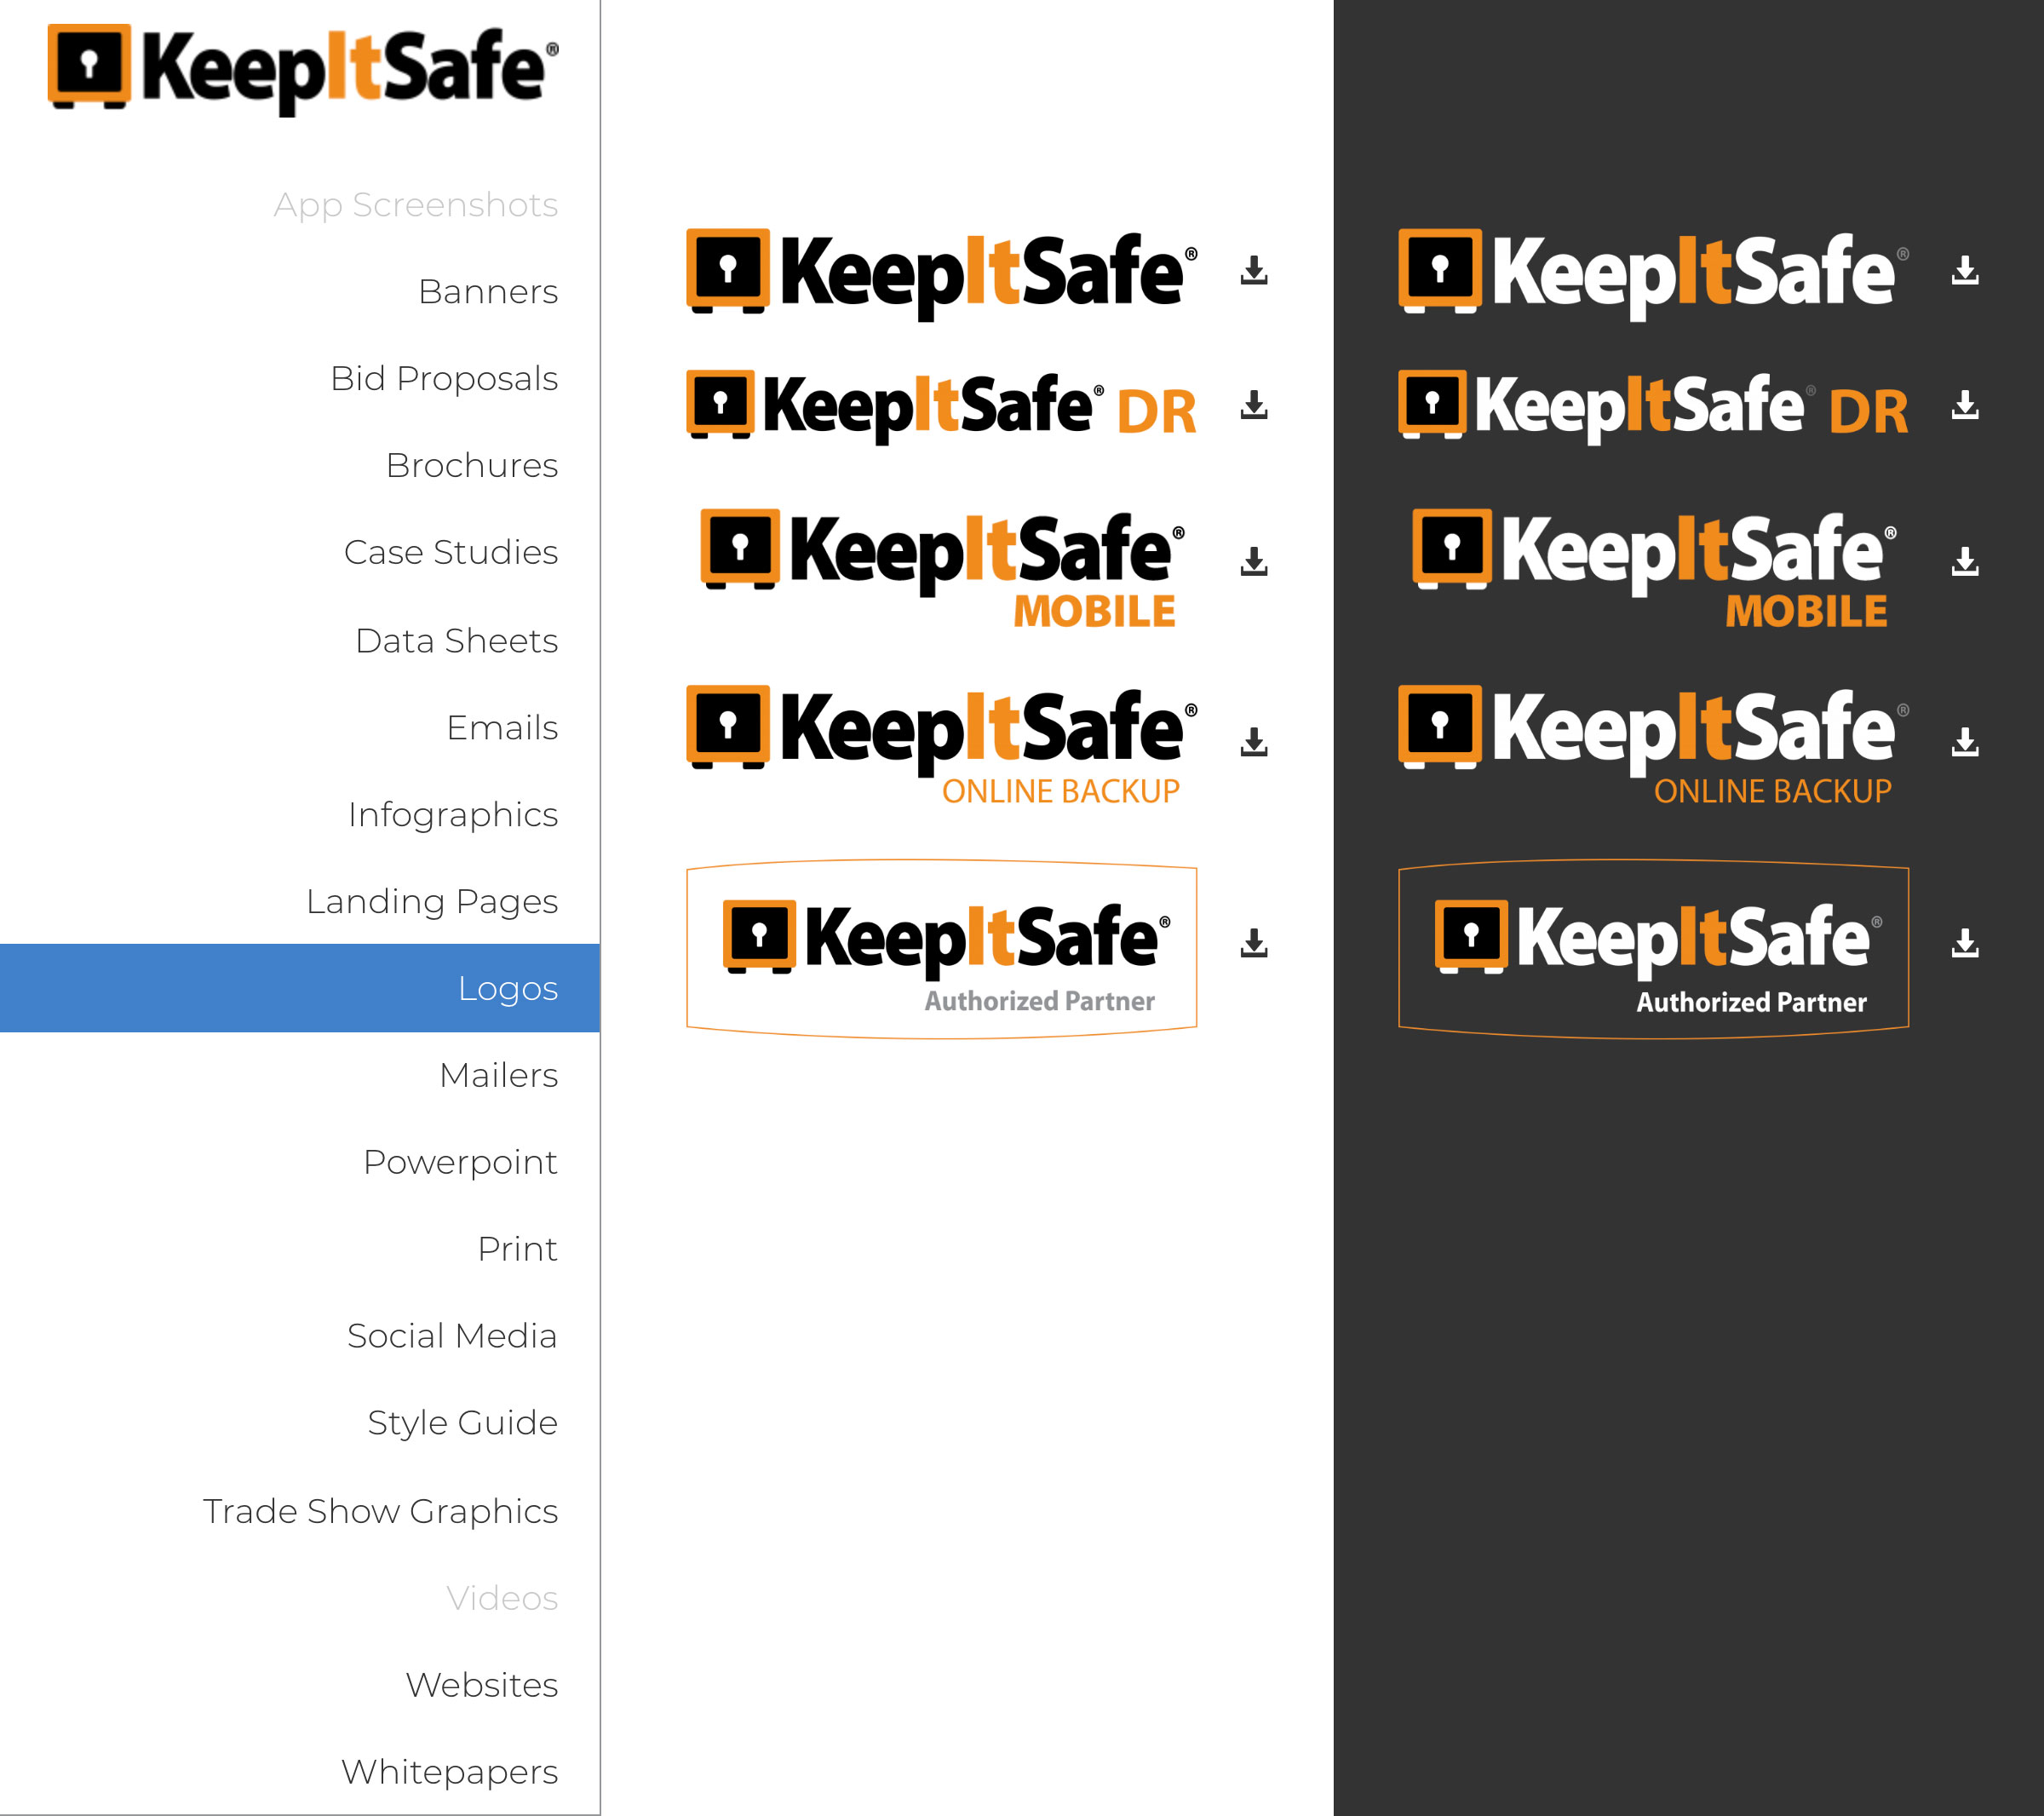 KeepItSafe®
App Screenshots
Banners
Bid Proposals
Brochures
Case Studies
Data Sheets
Emails
Infographics
Landing Pages
Logos
Mailers
Powerpoint
Print
Social Media
Style Guide
Trade Show Graphics
Videos
Websites
Whitepapers
KeepItSafe®
KeepItSafe® DR
KeepItSafe®
MOBILE
KeepItSafe®
ONLINE BACKUP
KeepItSafe®
Authorized Partner
KeepItSafe®
KeepItSafe® DR
KeepItSafe®
MOBILE
KeepItSafe®
ONLINE BACKUP
KeepItSafe®
Authorized Partner